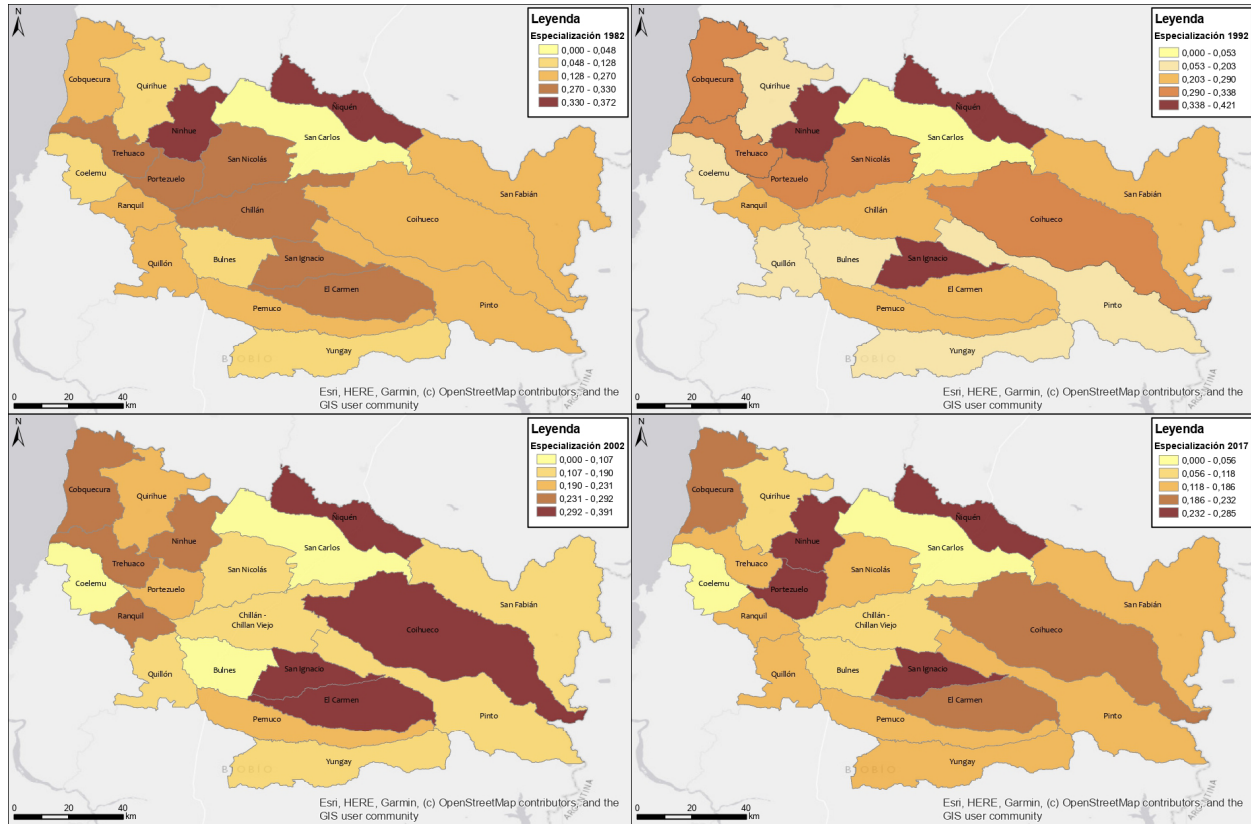 N
Leyenda
Especialización 1982
0,000 - 0,048
0,048 - 0,128
0,128 - 0,270
0,270 - 0,330
0,330 - 0,372
Cobquecura
Quirihue
Ñiquén
Ninhue
San Carlos
Trehuaco
San Nicolás
Coelemu
Portezuelo
San Fabián
Ranquil
Chillán
Coihueco
Quillón
Bulnes
San Ignacio
El Carmen
Pemuco
Pinto
Yungay
BIOBÍO
ARGENTINA
Esri, HERE, Garmin, (c) OpenStreetMap contributors, and the
GIS user community
0 20 40
km
N
Leyenda
Especialización 1992
0,000 - 0,053
0,053 - 0,203
0,203 - 0,290
0,290 - 0,338
0,338 - 0,421
Cobquecura
Quirihue
Ñiquén
Ninhue
San Carlos
Trehuaco
San Nicolás
Coelemu
Portezuelo
San Fabián
Ranquil
Chillán
Coihueco
Quillón
Bulnes
San Ignacio
El Carmen
Pemuco
Pinto
Yungay
BIOBÍO
ARGENTINA
Esri, HERE, Garmin, (c) OpenStreetMap contributors, and the
GIS user community
0 20 40
km
N
Leyenda
Especialización 2002
0,000 - 0,107
0,107 - 0,190
0,190 - 0,231
0,231 - 0,292
0,292 - 0,391
Cobquecura
Quirihue
Ñiquén
Ninhue
San Carlos
Trehuaco
San Nicolás
Coelemu
Portezuelo
San Fabián
Ranquil
Chillán -
Chillan Viejo
Coihueco
Quillón
Bulnes
San Ignacio
El Carmen
Pemuco
Pinto
Yungay
BIOBÍO
ARGENTINA
Esri, HERE, Garmin, (c) OpenStreetMap contributors, and the
GIS user community
0 20 40
km
N
Leyenda
Especialización 2017
0,000 - 0,056
0,056 - 0,118
0,118 - 0,186
0,186 - 0,232
0,232 - 0,285
Cobquecura
Quirihue
Ñiquén
Ninhue
San Carlos
Trehuaco
San Nicolás
Coelemu
Portezuelo
San Fabián
Ranquil
Chillán -
Chillan Viejo
Coihueco
Quillón
Bulnes
San Ignacio
El Carmen
Pemuco
Pinto
Yungay
BIOBÍO
ARGENTINA
Esri, HERE, Garmin, (c) OpenStreetMap contributors, and the
GIS user community
0 20 40
km